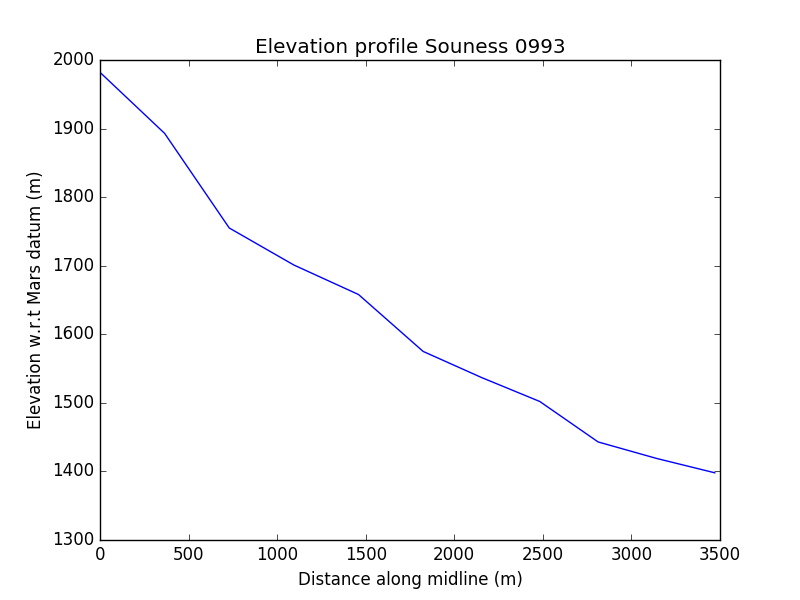 Elevation profile Souness 0993
2000
1900
1800
1700
1600
1500
1400
1300
Elevation w.r.t Mars datum (m)
0 500 1000 1500 2000 2500 3000 3500
Distance along midline (m)